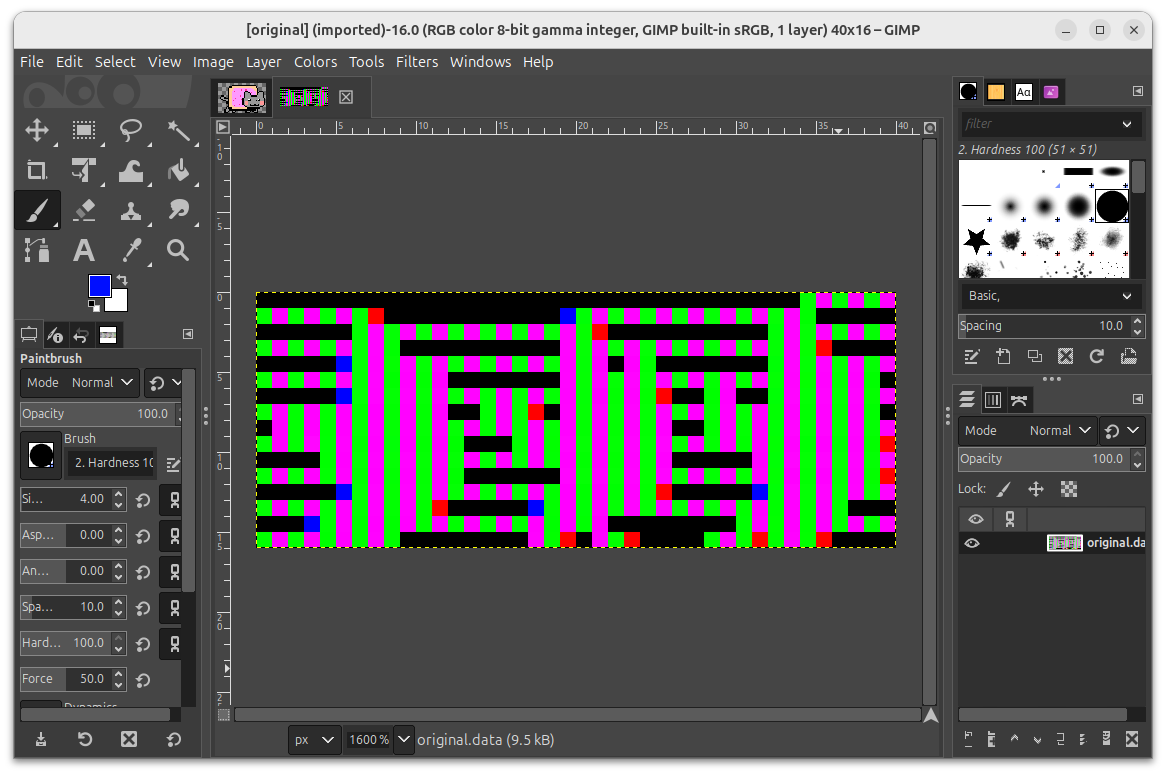 [original] (imported)-16.0 (RGB color 8-bit gamma integer, GIMP built-in sRGB, 1 layer) 40x16 – GIMP
File Edit Select View Image Layer Colors Tools Filters Windows Help
Aα
0 5 10 15 20 25 30 35 40
filter
2. Hardness 100 (51 × 51)
Basic,
Spacing 10.0
Paintbrush
Mode Normal
Opacity 100.0
Brush
2. Hardness 10
Si... 4.00
Asp... 0.00
An... 0.00
Spa... 10.0
Hard... 100.0
Force 50.0
Dynamics
Mode Normal
Opacity 100.0
Lock:
original.da
px 1600 % original.data (9.5 kB)